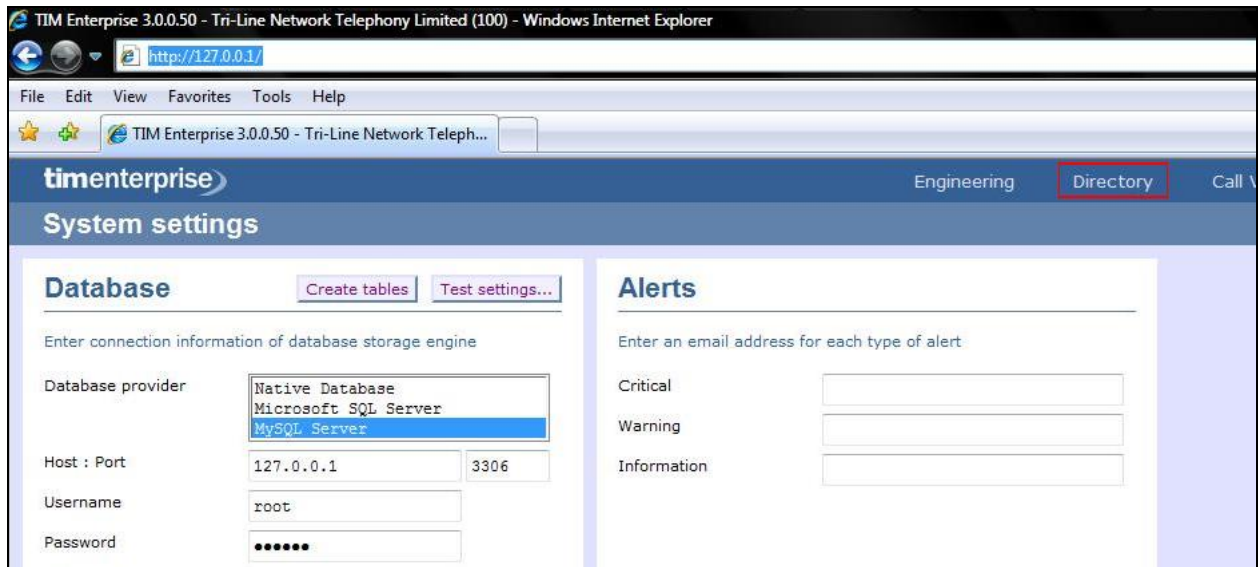 TIM Enterprise 3.0.0.50 - Tri-Line Network Telephony Limited (100) - Windows Internet Explorer
http://127.0.0.1/
File Edit View Favorites Tools Help
TIM Enterprise 3.0.0.50 - Tri-Line Network Teleph...
timenterprise
Engineering Directory Call
System settings
Database Create tables Test settings...
Enter connection information of database storage engine
Database provider
Native Database
Microsoft SQL Server
MySQL Server
Host : Port 127.0.0.1 3306
Username root
Password ••••••
Alerts
Enter an email address for each type of alert
Critical
Warning
Information